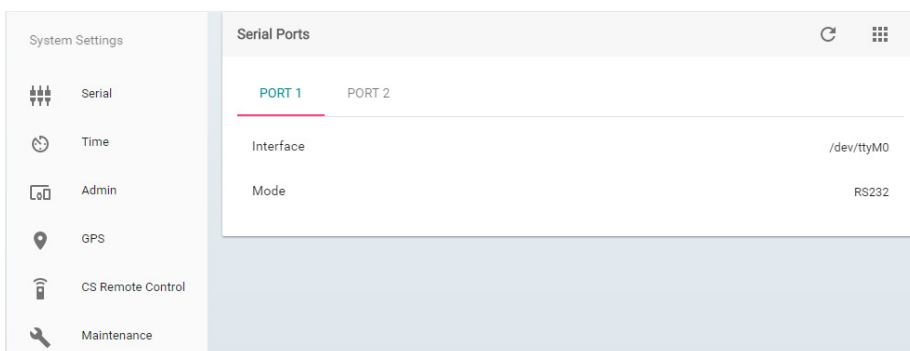 System Settings
Serial
Time
Admin
GPS
CS Remote Control
Maintenance
Serial Ports
PORT 1 PORT 2
Interface /dev/ttyM0
Mode RS232